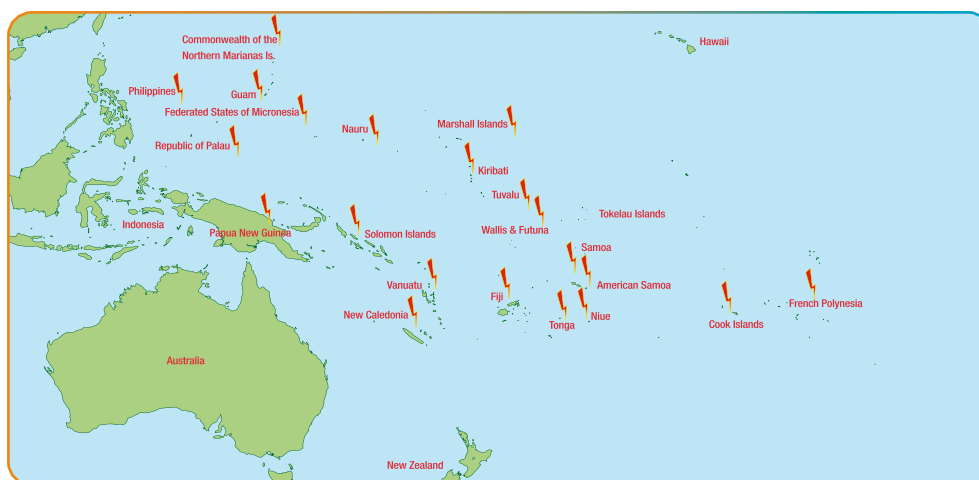 Commonwealth of the
Northern Marianas Is.
Hawaii
Philippines
Guam
Federated States of Micronesia
Nauru
Marshall Islands
Republic of Palau
Kiribati
Tuvalu
Wallis & Futuna
Tokelau Islands
Indonesia
Papua New Guinea
Solomon Islands
Samoa
Vanuatu
Fiji
American Samoa
New Caledonia
Tonga
Niue
Cook Islands
French Polynesia
Australia
New Zealand